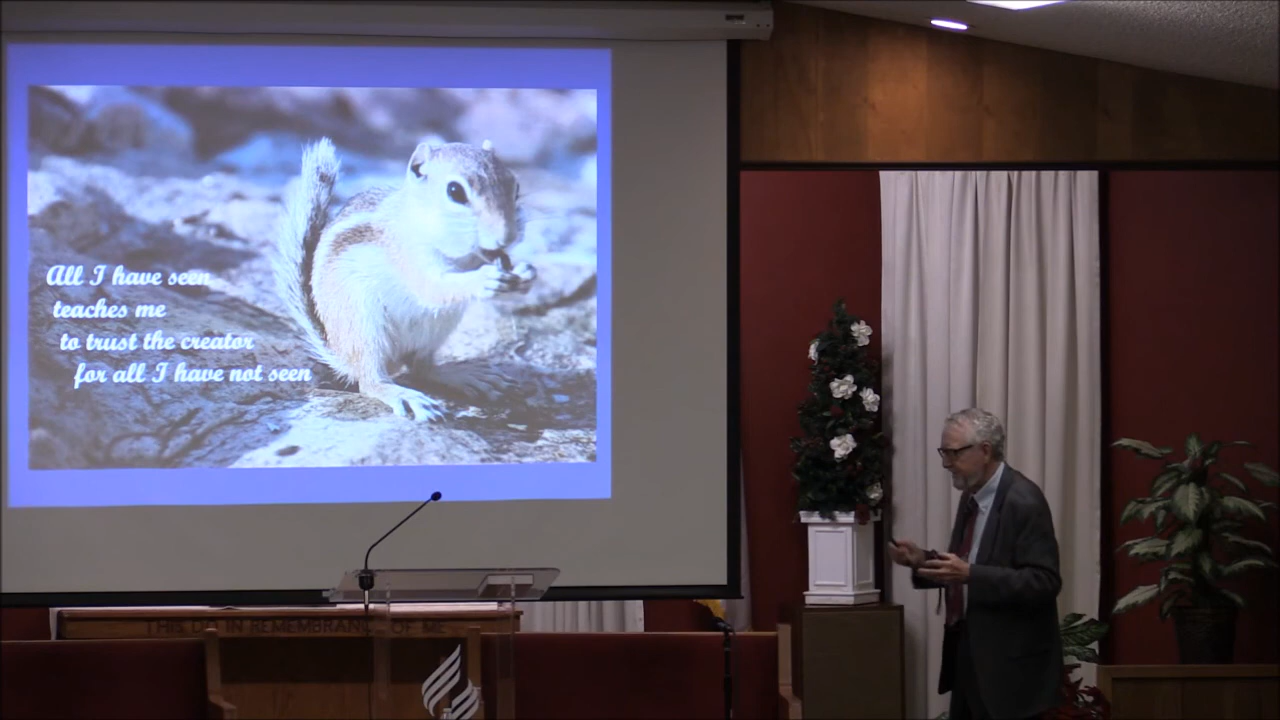 All I have seen
teaches me
to trust the creator
for all I have not seen
THIS DO IN REMEMBRANCE OF ME